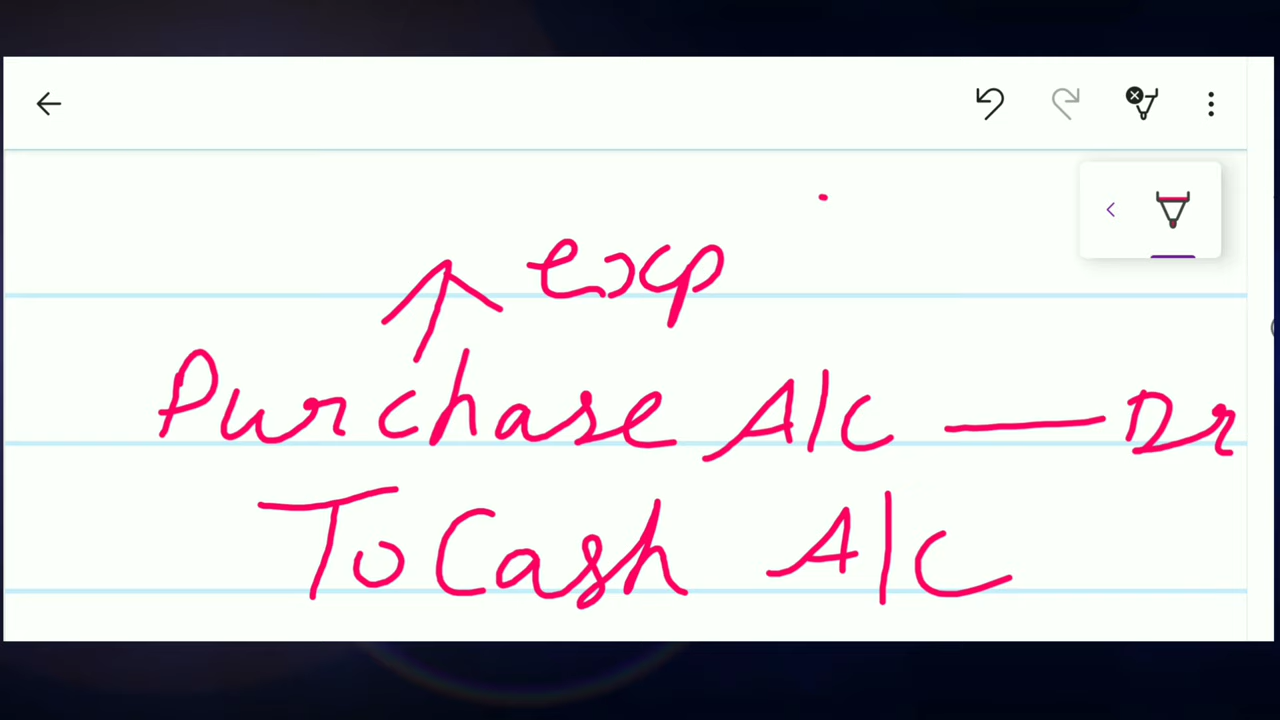 exp
Purchase A/C — Dr
To Cash A/C